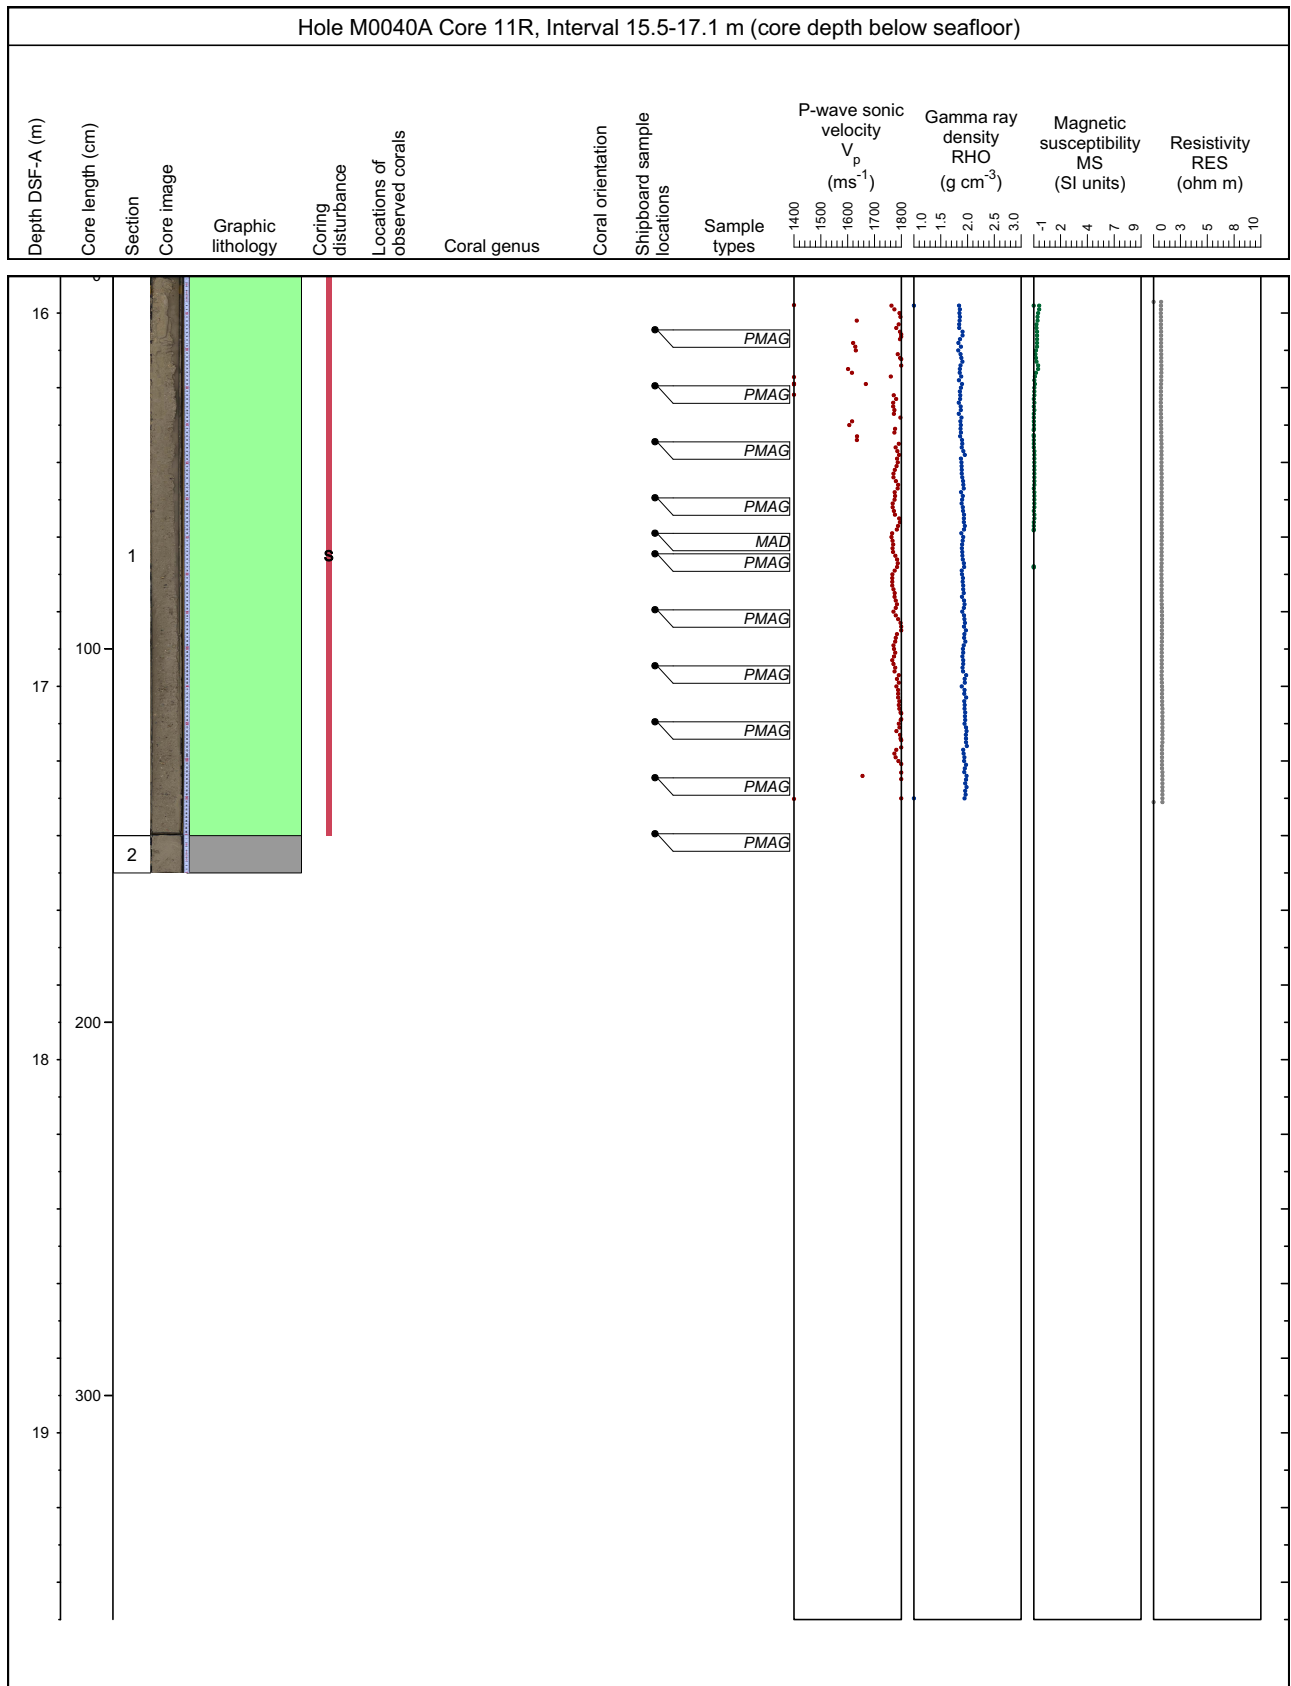 Hole M0040A Core 11R, Interval 15.5-17.1 m (core depth below seafloor)
Depth DSF-A (m)
Core length (cm)
Section
Core image
Graphic
lithology
Coring
disturbance
Locations of
observed corals
Coral genus
Coral orientation
Shipboard sample
locations
Sample
types
P-wave sonic
velocity
Vp
(ms-1)
1400 1500 1600 1700 1800
Gamma ray
density
RHO
(g cm-3)
1.0 1.5 2.0 2.5 3.0
Magnetic
susceptibility
MS
(SI units)
-1 2 4 7 9
Resistivity
RES
(ohm m)
0 3 5 8 10
0
16
PMAG
PMAG
PMAG
PMAG
MAD
1
S
PMAG
PMAG
100
PMAG
17
PMAG
PMAG
PMAG
2
200
18
300
19